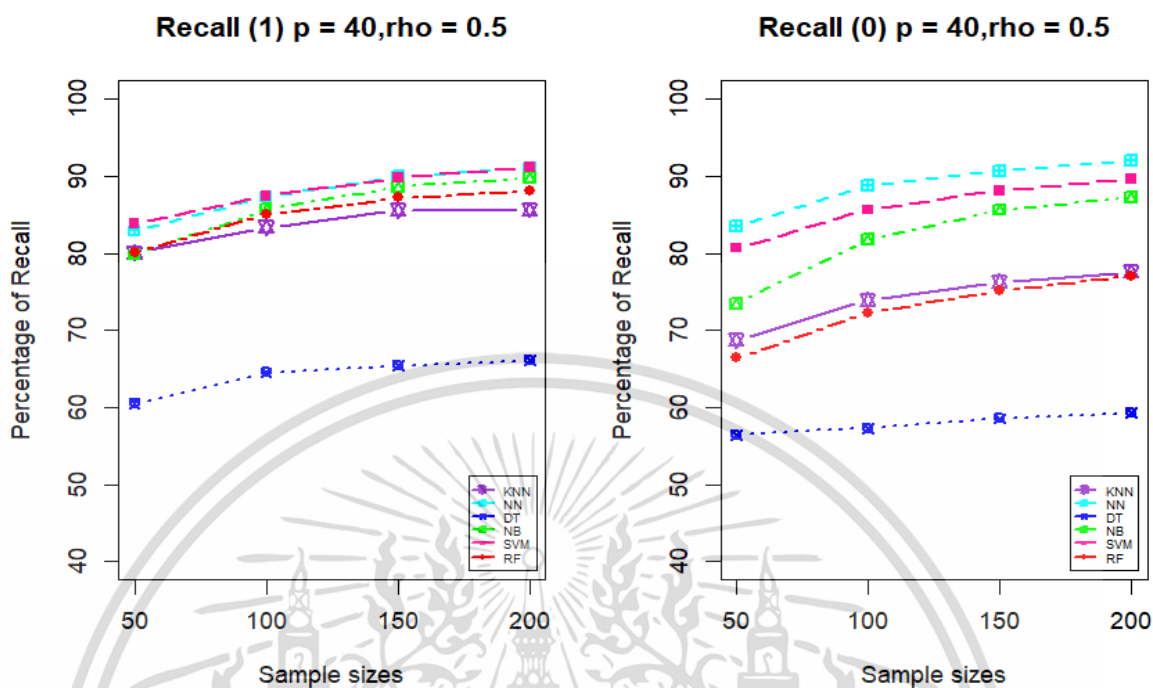 Recall (1) p = 40,rho = 0.5
Percentage of Recall
100
90
80
70
60
50
40
KNN
NN
DT
NB
SVM
RF
50 100 150 200
Sample sizes
Recall (0) p = 40,rho = 0.5
Percentage of Recall
100
90
80
70
60
50
40
KNN
NN
DT
NB
SVM
RF
50 100 150 200
Sample sizes